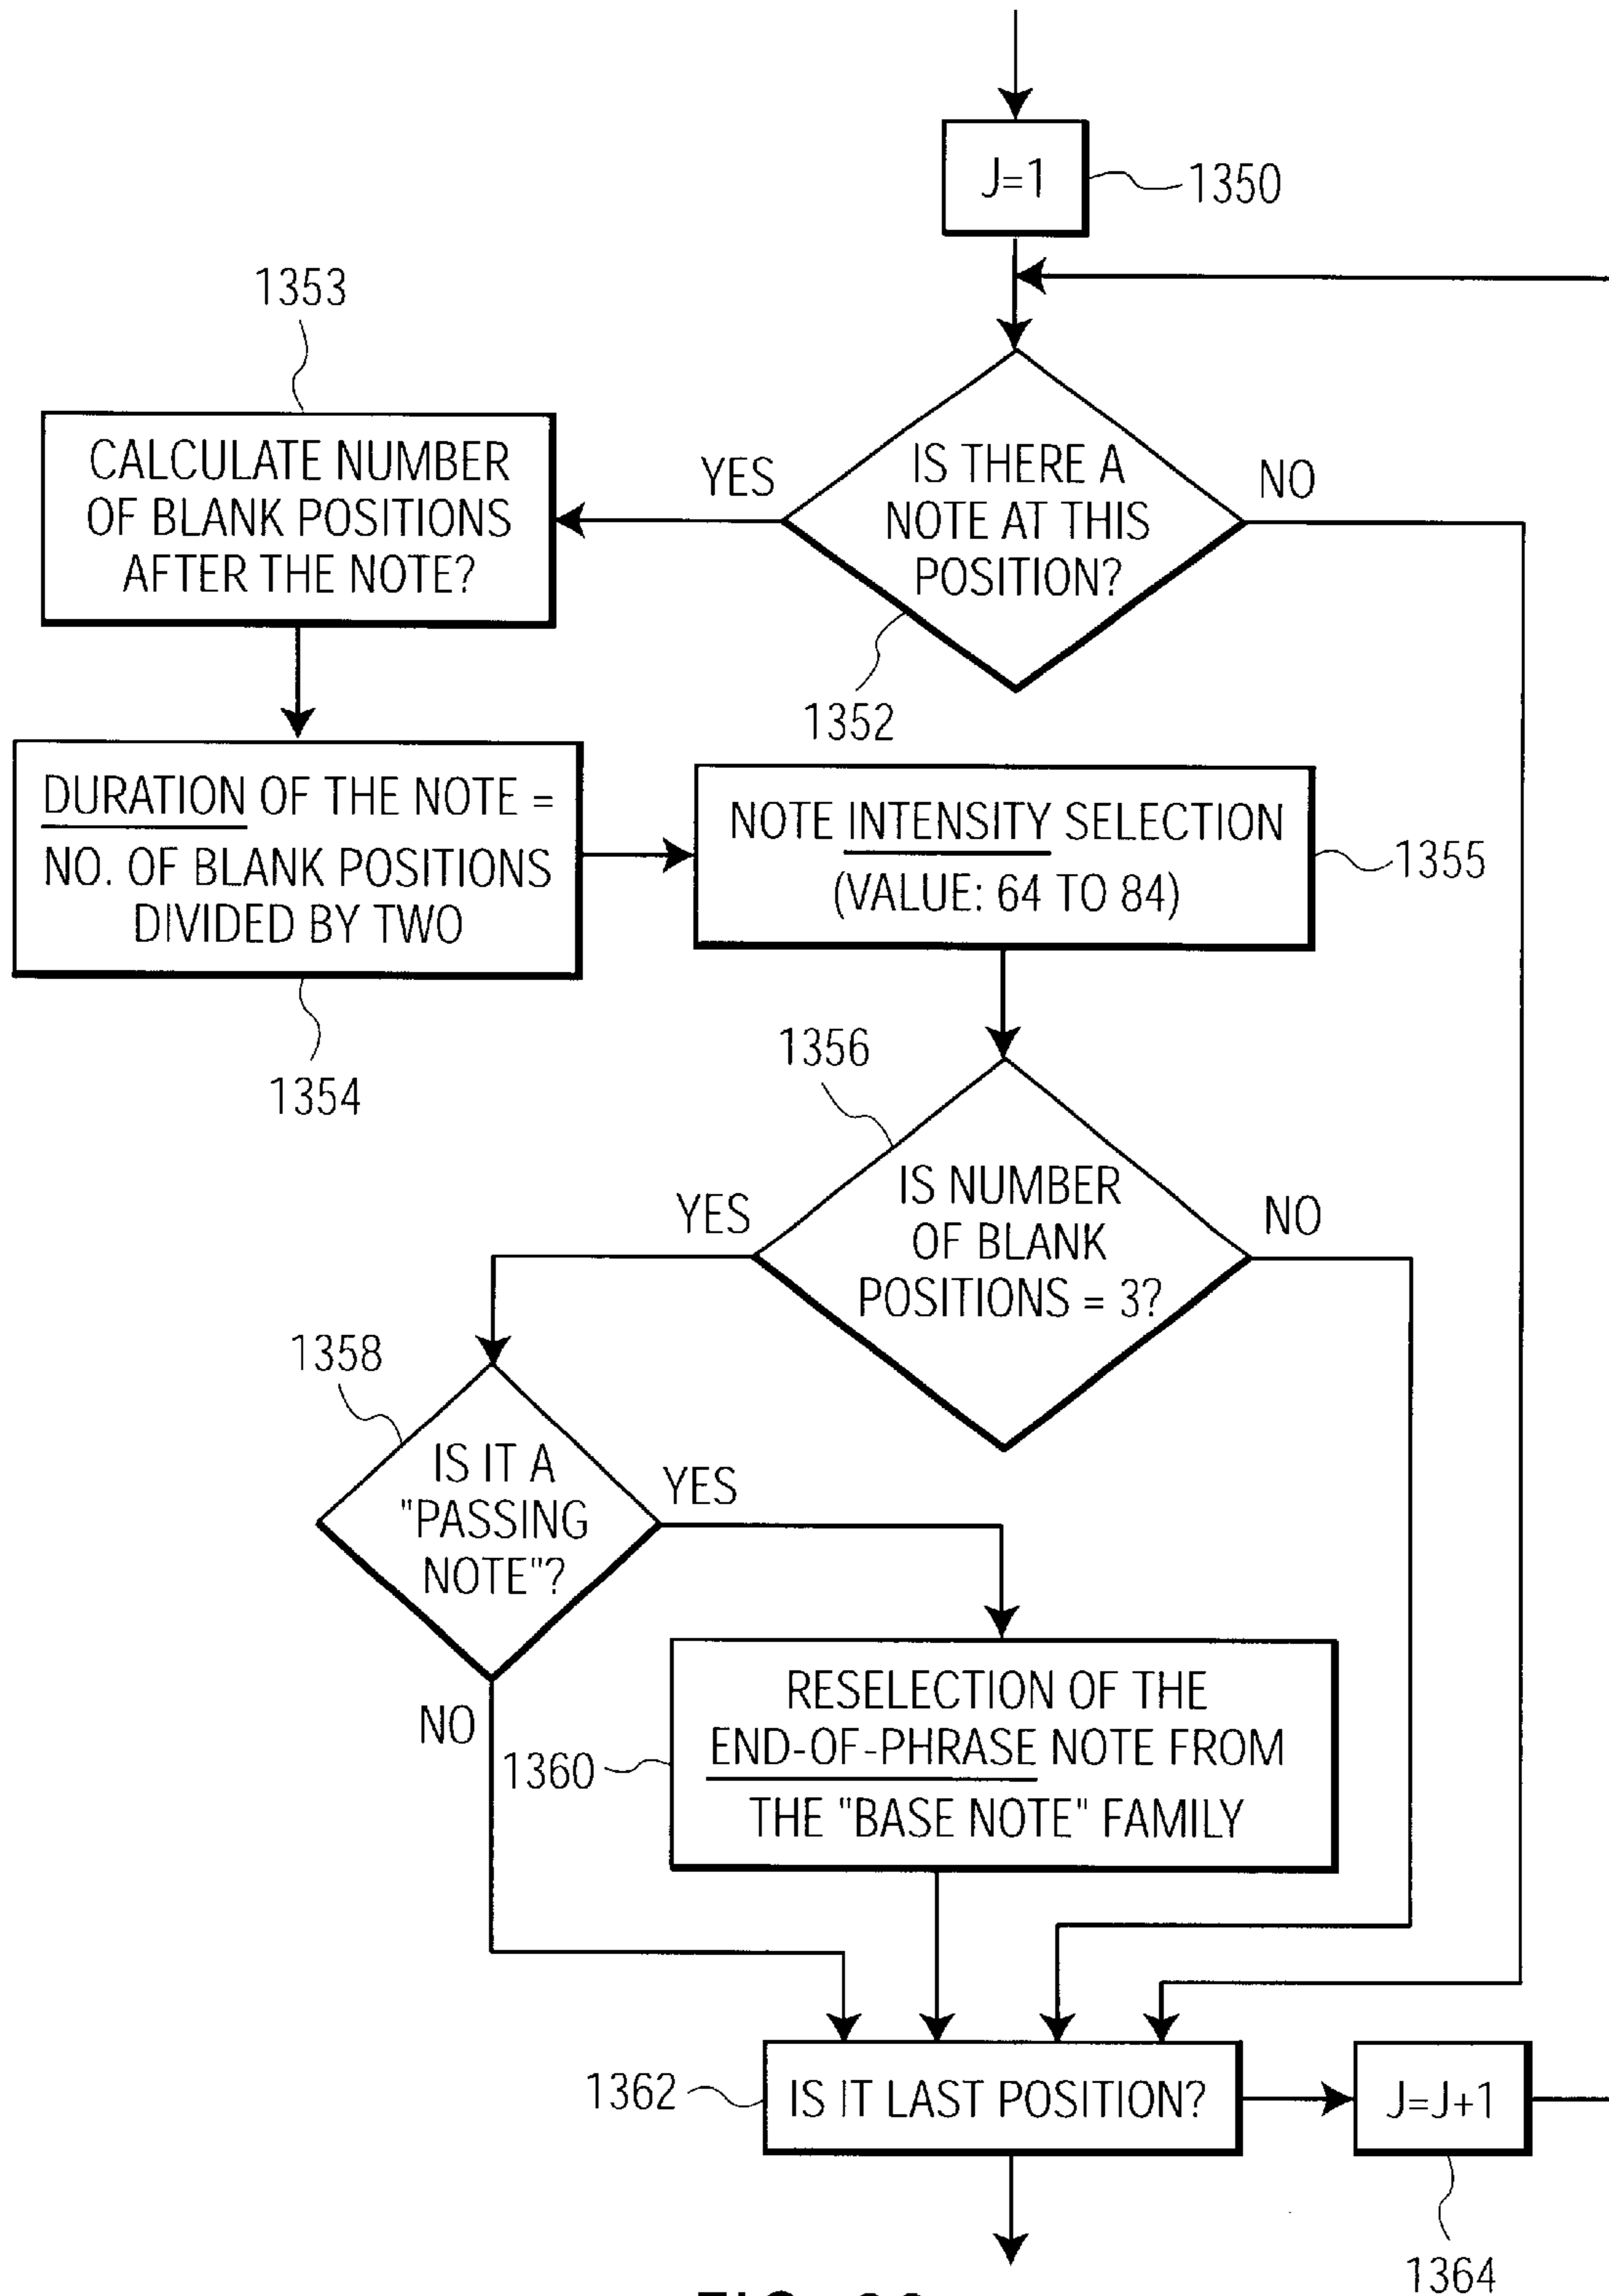 J=1
1350
1353
CALCULATE NUMBER
OF BLANK POSITIONS
AFTER THE NOTE?
YES
IS THERE A
NOTE AT THIS
POSITION?
NO
1352
DURATION OF THE NOTE =
NO. OF BLANK POSITIONS
DIVIDED BY TWO
1354
NOTE INTENSITY SELECTION
(VALUE: 64 TO 84)
1355
1356
YES
IS NUMBER
OF BLANK
POSITIONS = 3?
NO
1358
IS IT A
"PASSING
NOTE"?
YES
NO
1360
RESELECTION OF THE
END-OF-PHRASE NOTE FROM
THE "BASE NOTE" FAMILY
1362
IS IT LAST POSITION?
J=J+1
1364